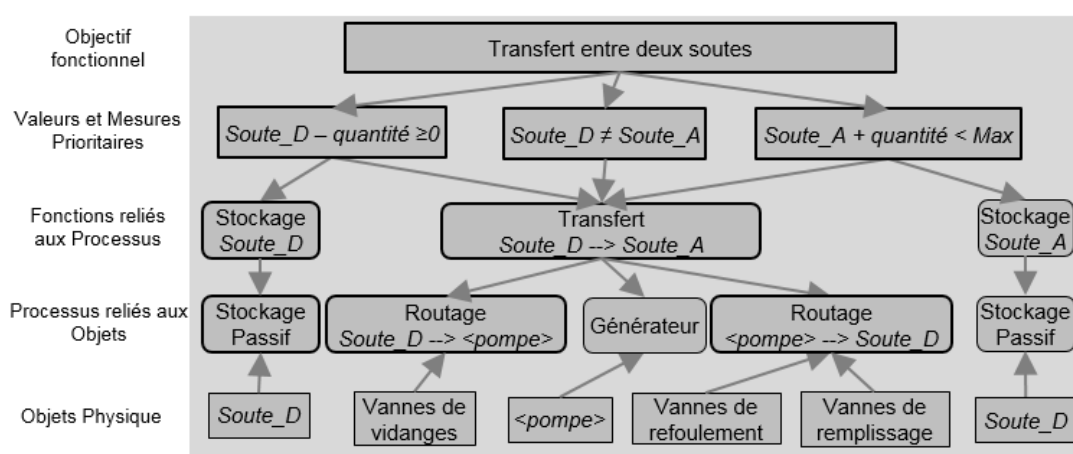 Objectif
fonctionnel
Transfert entre deux soutes
Valeurs et Mesures
Prioritaires
Soute_D – quantité ≥0
Soute_D ≠ Soute_A
Soute_A + quantité < Max
Fonctions reliés
aux Processus
Stockage
Soute_D
Transfert
Soute_D --> Soute_A
Stockage
Soute_A
Processus reliés aux
Objets
Stockage
Passif
Routage
Soute_D --> <pompe>
Générateur
Routage
<pompe> --> Soute_D
Stockage
Passif
Objets Physique
Soute_D
Vannes de
vidanges
<pompe>
Vannes de
refoulement
Vannes de
remplissage
Soute_D